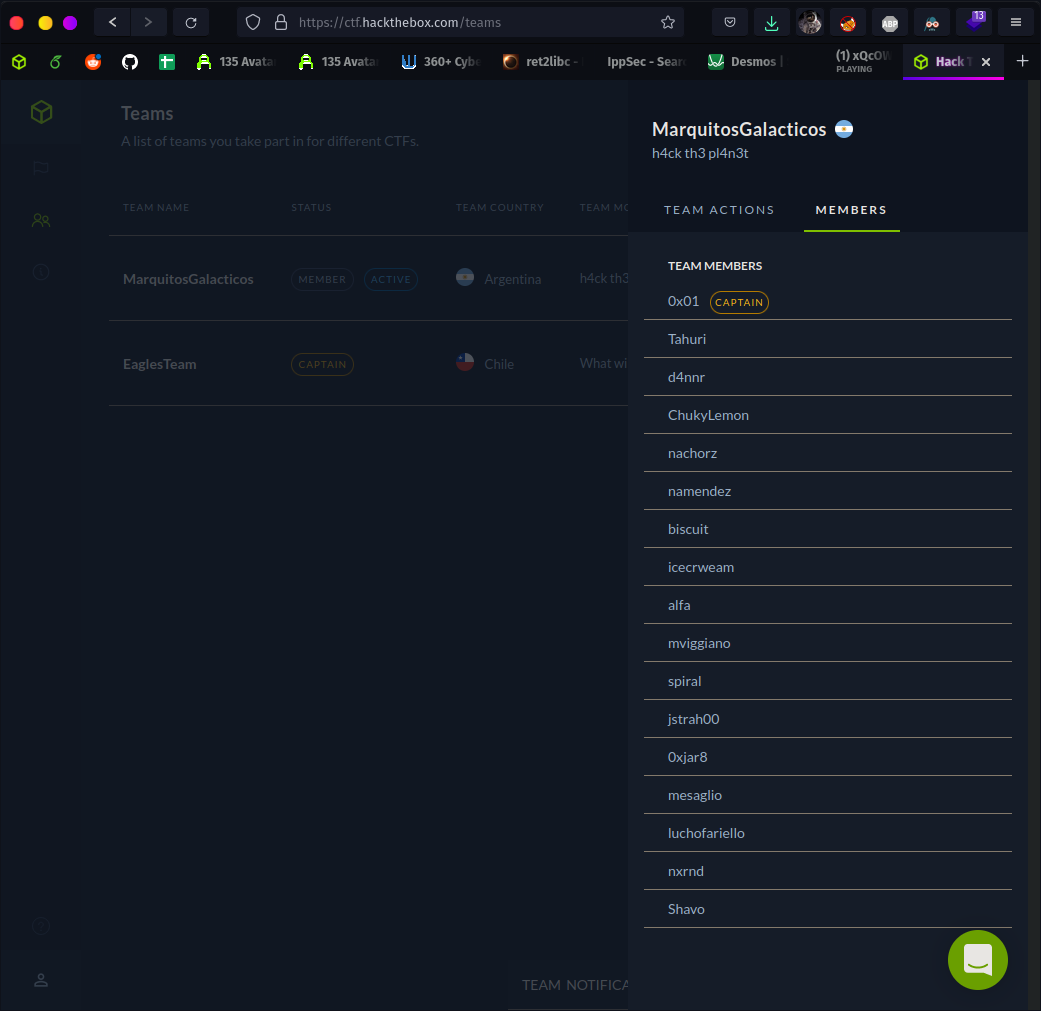 13
https://ctf.hackthebox.com/teams
ABP
135 Avata
135 Avata
360+ Cybe
ret2libc -
IppSec - Sear
Desmos |
(1) xQcOW
PLAYING
Hack T
Teams
A list of teams you take part in for different CTFs.
TEAM NAME STATUS TEAM COUNTRY TEAM MO
MarquitosGalacticos MEMBER ACTIVE Argentina h4ck th3
EaglesTeam CAPTAIN Chile What wi
TEAM NOTIFICA
MarquitosGalacticos
h4ck th3 pl4n3t
TEAM ACTIONS MEMBERS
TEAM MEMBERS
0x01 CAPTAIN
Tahuri
d4nnr
ChukyLemon
nachorz
namendez
biscuit
icecrweam
alfa
mviggiano
spiral
jstrah00
0xjar8
mesaglio
luchofariello
nxrnd
Shavo